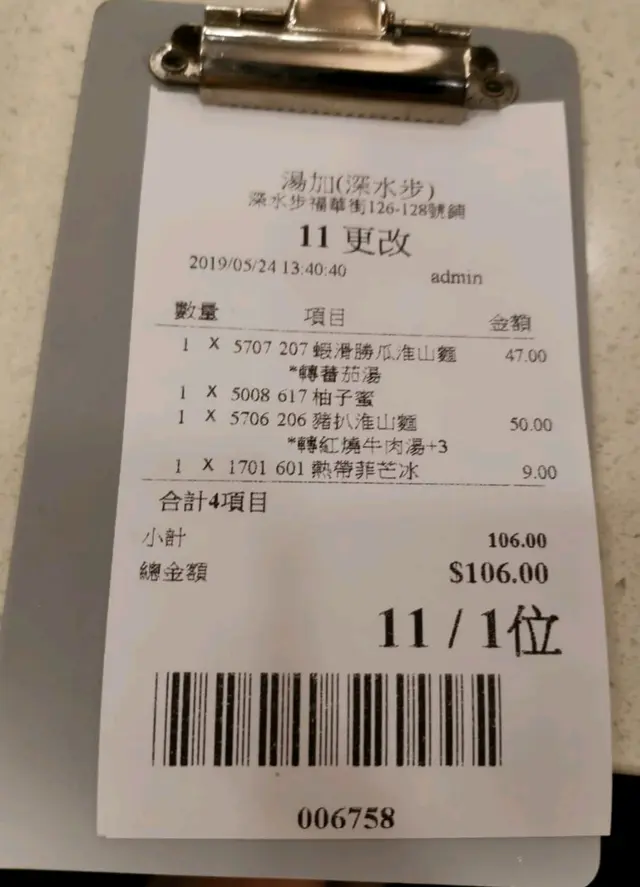 湯加(深水步)
深水步福華街126-128號鋪
11 更改
2019/05/24 13:40:40 admin
數量 項目 金額
1 X 5707 207 蝦滑勝瓜淮山麵 47.00
*轉蕃茄湯
1 X 5008 617 柚子蜜
1 X 5706 206 豬扒淮山麵 50.00
*轉紅燒牛肉湯+3
1 X 1701 601 熱帶菲芒冰 9.00
合計4項目
小計 106.00
總金額 $106.00
11 / 1位
006758